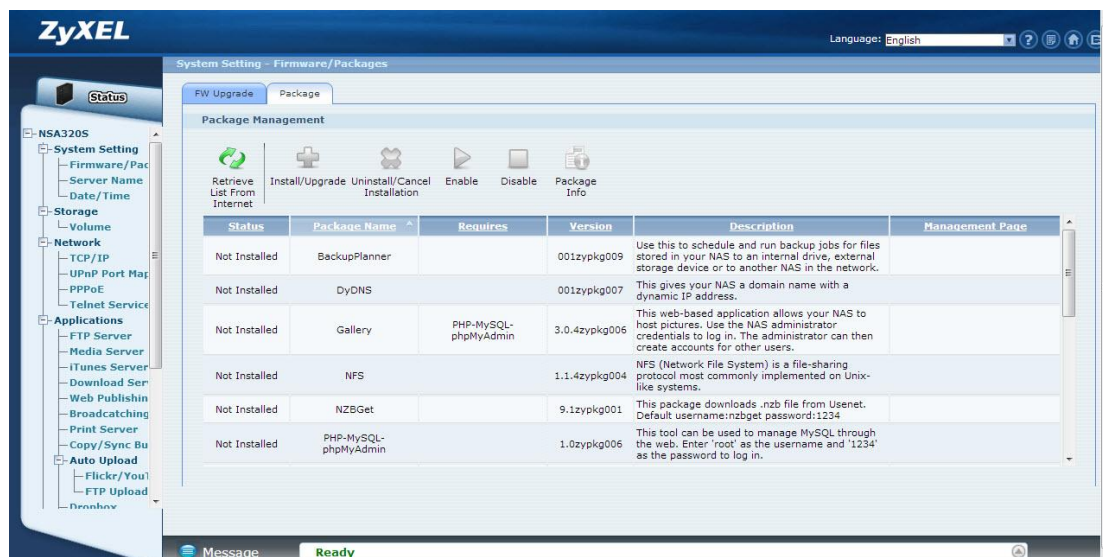 ZyXEL
Language: English
System Setting - Firmware/Packages
Status
FW Upgrade
Package
Package Management
Retrieve
List From
Internet
Install/Upgrade
Uninstall/Cancel
Installation
Enable
Disable
Package
Info
NSA320S
System Setting
Firmware/Pac
Server Name
Date/Time
Storage
Volume
Network
TCP/IP
UPnP Port Map
PPPoE
Telnet Service
Applications
FTP Server
Media Server
iTunes Server
Download Ser
Web Publishin
Broadcatching
Print Server
Copy/Sync Bu
Auto Upload
Flickr/YouT
FTP Upload
Dropbox
Status Package Name Requires Version Description Management Page
Not Installed BackupPlanner 001zypkg009 Use this to schedule and run backup jobs for files
stored in your NAS to an internal drive, external
storage device or to another NAS in the network.
Not Installed DyDNS 001zypkg007 This gives your NAS a domain name with a
dynamic IP address.
Not Installed Gallery PHP-MySQL-
phpMyAdmin 3.0.4zypkg006 This web-based application allows your NAS to
host pictures. Use the NAS administrator
credentials to log in. The administrator can then
create accounts for other users.
Not Installed NFS 1.1.4zypkg004 NFS (Network File System) is a file-sharing
protocol most commonly implemented on Unix-
like systems.
Not Installed NZBGet 9.1zypkg001 This package downloads .nzb file from Usenet.
Default username:nzbget password:1234
Not Installed PHP-MySQL-
phpMyAdmin 1.0zypkg006 This tool can be used to manage MySQL through
the web. Enter 'root' as the username and '1234'
as the password to log in.
Message Ready